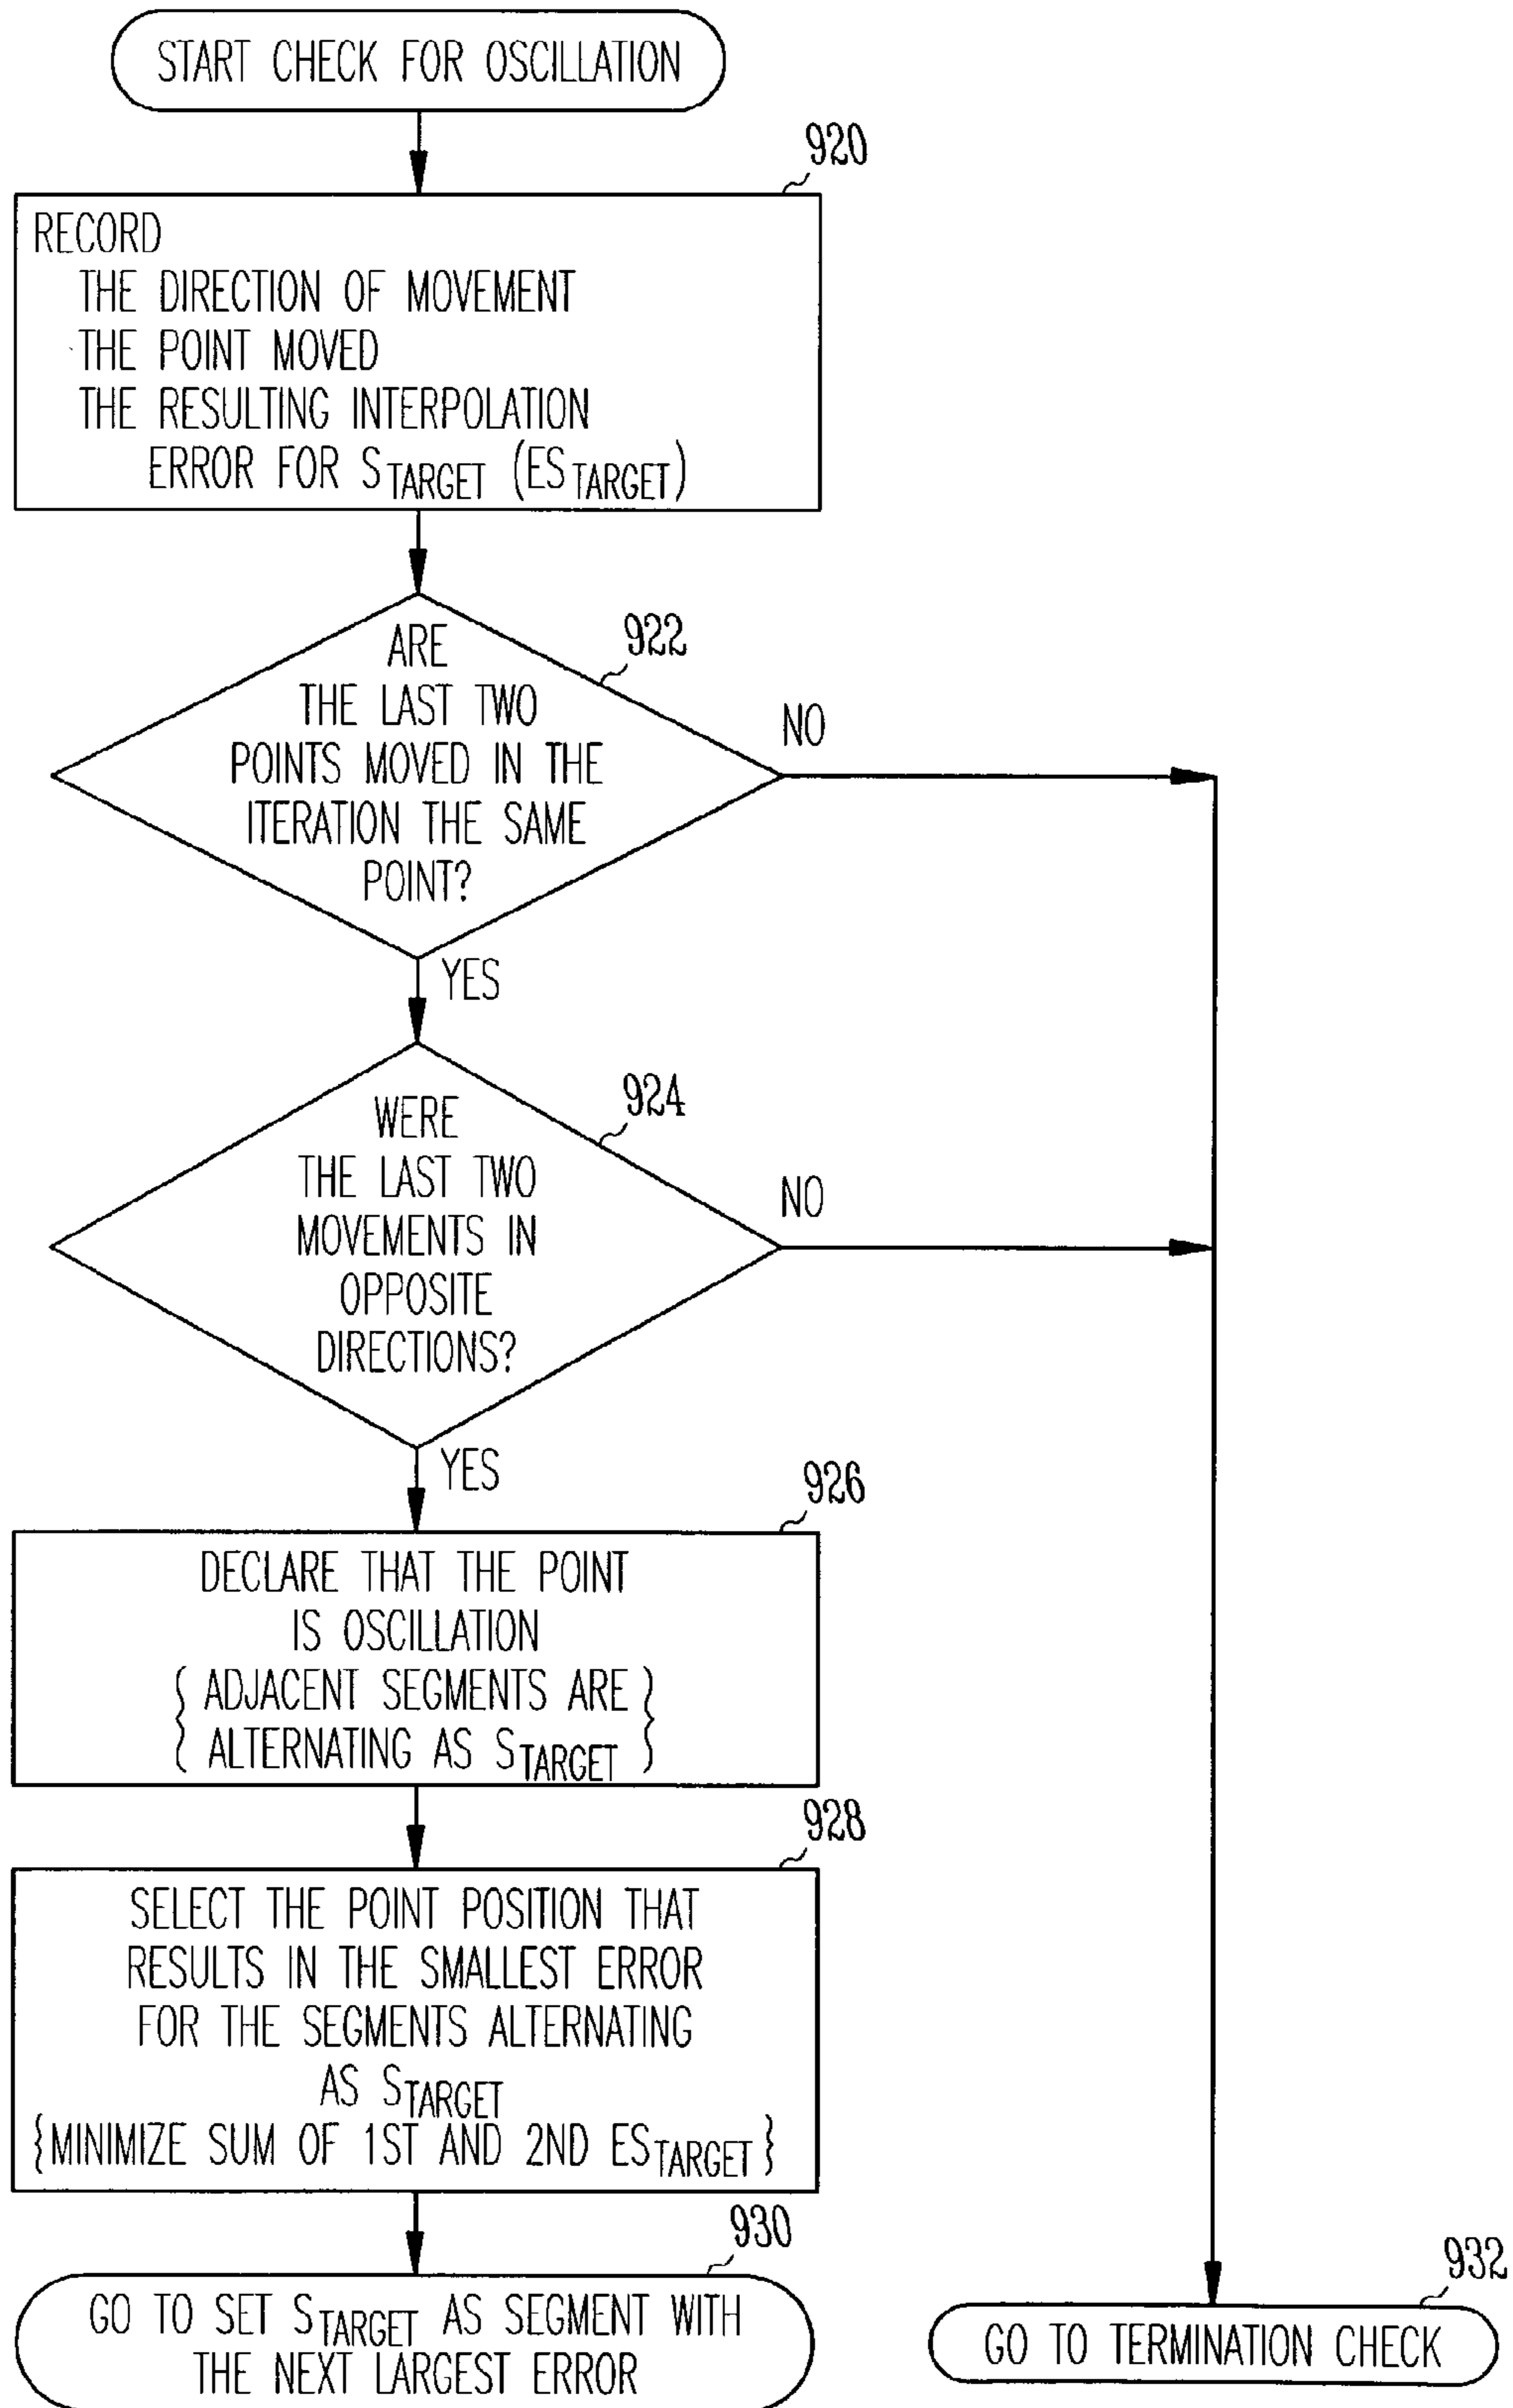 START CHECK FOR OSCILLATION
920
RECORD
THE DIRECTION OF MOVEMENT
THE POINT MOVED
THE RESULTING INTERPOLATION
ERROR FOR STARGET (ESTARGET)
922
ARE
THE LAST TWO
POINTS MOVED IN THE
ITERATION THE SAME
POINT?
NO
YES
924
WERE
THE LAST TWO
MOVEMENTS IN
OPPOSITE
DIRECTIONS?
NO
YES
926
DECLARE THAT THE POINT
IS OSCILLATION
{ ADJACENT SEGMENTS ARE }
{ ALTERNATING AS STARGET }
928
SELECT THE POINT POSITION THAT
RESULTS IN THE SMALLEST ERROR
FOR THE SEGMENTS ALTERNATING
AS STARGET
{MINIMIZE SUM OF 1ST AND 2ND ESTARGET}
930
GO TO SET STARGET AS SEGMENT WITH
THE NEXT LARGEST ERROR
932
GO TO TERMINATION CHECK